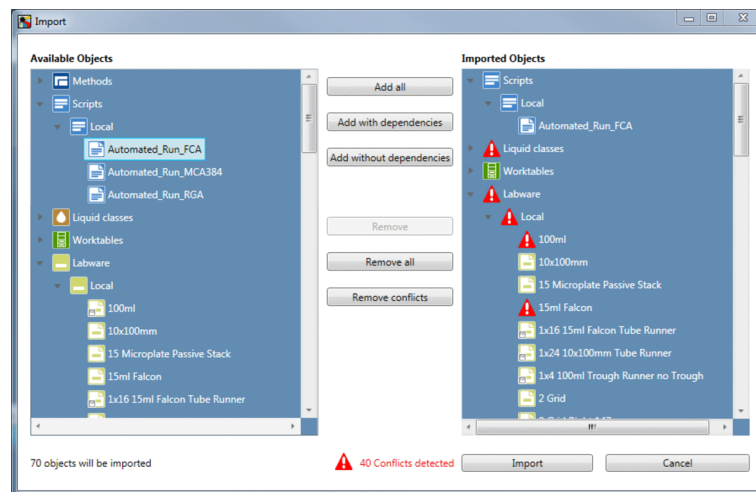 Import
Available Objects
Methods
Scripts
Local
Automated_Run_FCA
Automated_Run_MCA384
Automated_Run_RGA
Liquid classes
Worktables
Labware
Local
100ml
10x100mm
15 Microplate Passive Stack
15ml Falcon
1x16 15ml Falcon Tube Runner
Add all
Add with dependencies
Add without dependencies
Remove
Remove all
Remove conflicts
Imported Objects
Scripts
Local
Automated_Run_FCA
Liquid classes
Worktables
Labware
Local
100ml
10x100mm
15 Microplate Passive Stack
15ml Falcon
1x16 15ml Falcon Tube Runner
1x24 10x100mm Tube Runner
1x4 100ml Trough Runner no Trough
2 Grid
70 objects will be imported
40 Conflicts detected
Import
Cancel